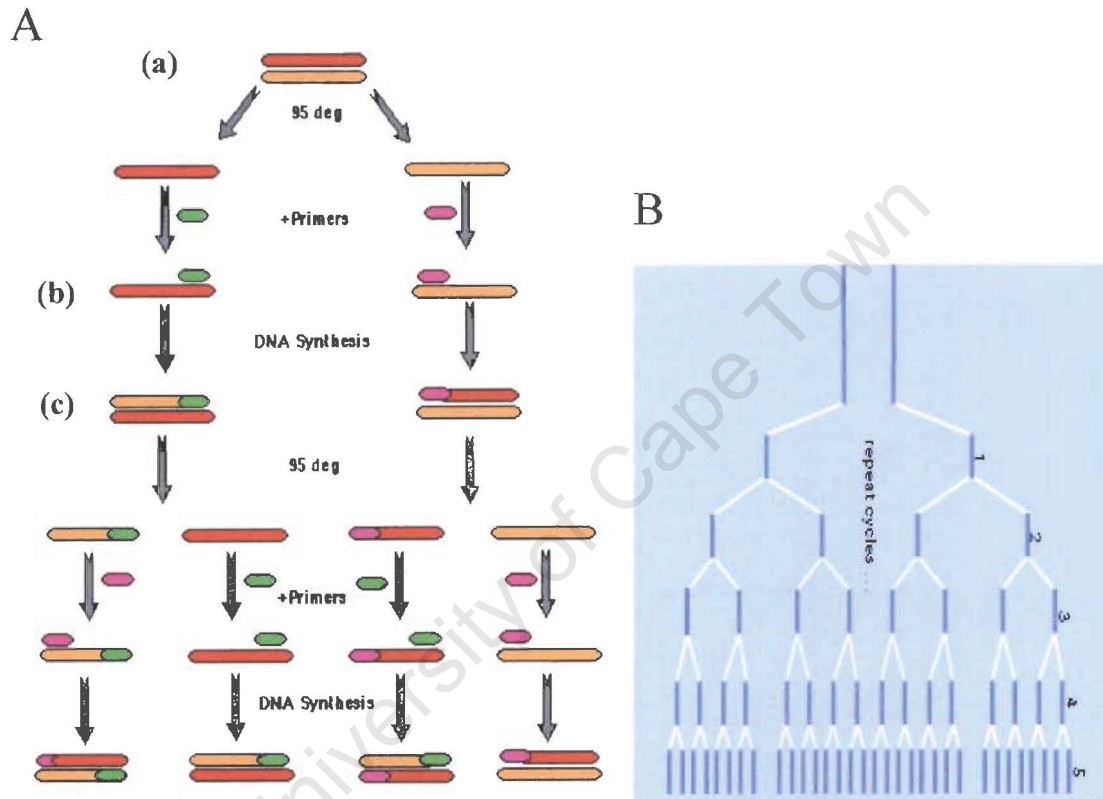 A
(a)
95 deg
+Primers
(b)
DNA Synthesis
(c)
95 deg
+Primers
DNA Synthesis
B
repeat cycles ....
1
2
3
4
5
University of Cape Town